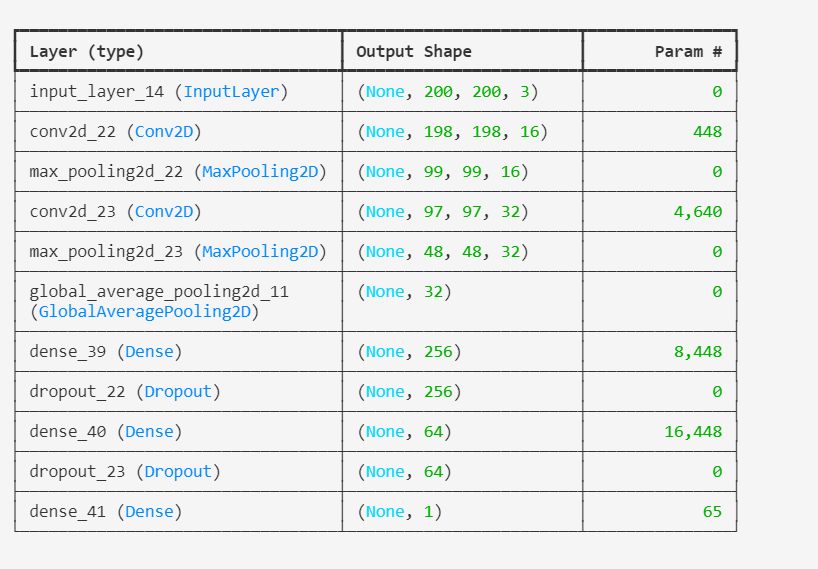 Layer (type) Output Shape Param #
input_layer_14 (InputLayer) (None, 200, 200, 3) 0
conv2d_22 (Conv2D) (None, 198, 198, 16) 448
max_pooling2d_22 (MaxPooling2D) (None, 99, 99, 16) 0
conv2d_23 (Conv2D) (None, 97, 97, 32) 4,640
max_pooling2d_23 (MaxPooling2D) (None, 48, 48, 32) 0
global_average_pooling2d_11 (None, 32) 0
(GlobalAveragePooling2D)
dense_39 (Dense) (None, 256) 8,448
dropout_22 (Dropout) (None, 256) 0
dense_40 (Dense) (None, 64) 16,448
dropout_23 (Dropout) (None, 64) 0
dense_41 (Dense) (None, 1) 65